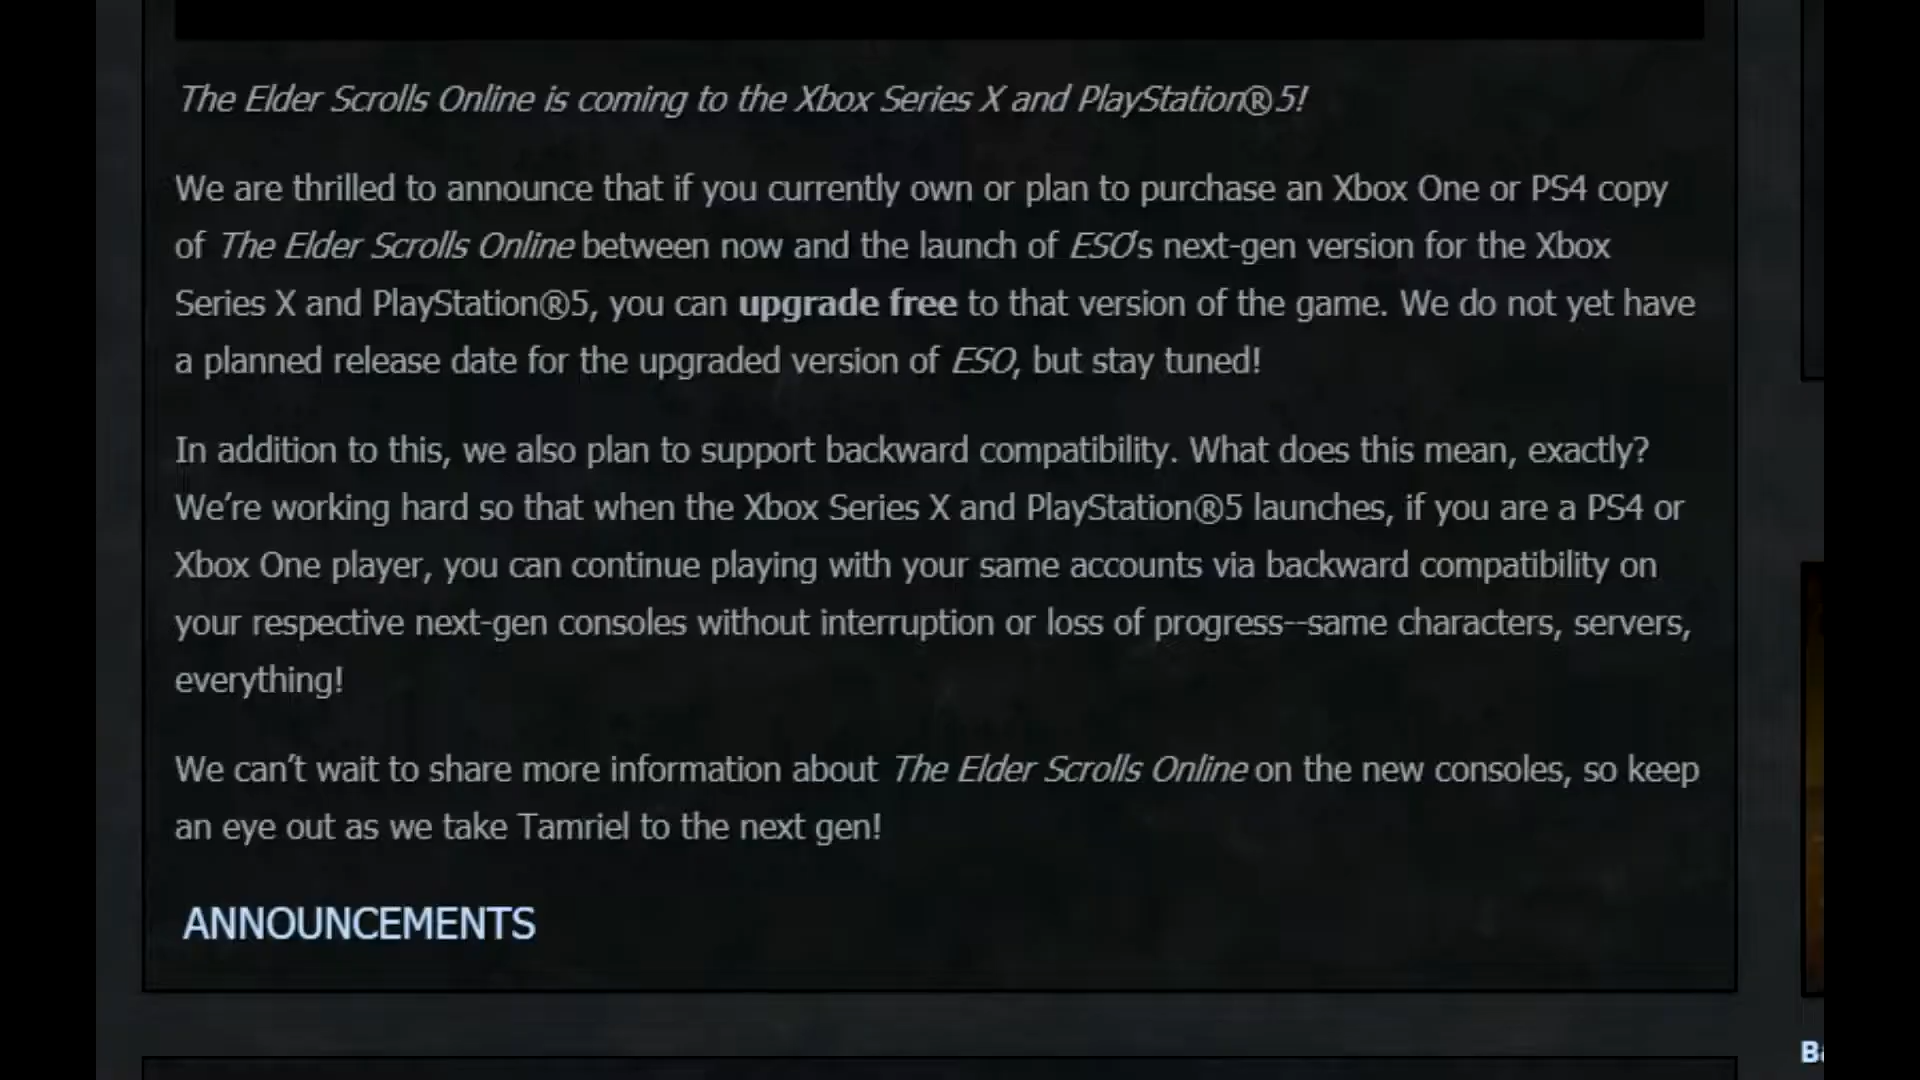 The Elder Scrolls Online is coming to the Xbox Series X and PlayStation®5!
We are thrilled to announce that if you currently own or plan to purchase an Xbox One or PS4 copy
of The Elder Scrolls Online between now and the launch of ESO's next-gen version for the Xbox
Series X and PlayStation®5, you can upgrade free to that version of the game. We do not yet have
a planned release date for the upgraded version of ESO, but stay tuned!
In addition to this, we also plan to support backward compatibility. What does this mean, exactly?
We’re working hard so that when the Xbox Series X and PlayStation®5 launches, if you are a PS4 or
Xbox One player, you can continue playing with your same accounts via backward compatibility on
your respective next-gen consoles without interruption or loss of progress--same characters, servers,
everything!
We can’t wait to share more information about The Elder Scrolls Online on the new consoles, so keep
an eye out as we take Tamriel to the next gen!
ANNOUNCEMENTS